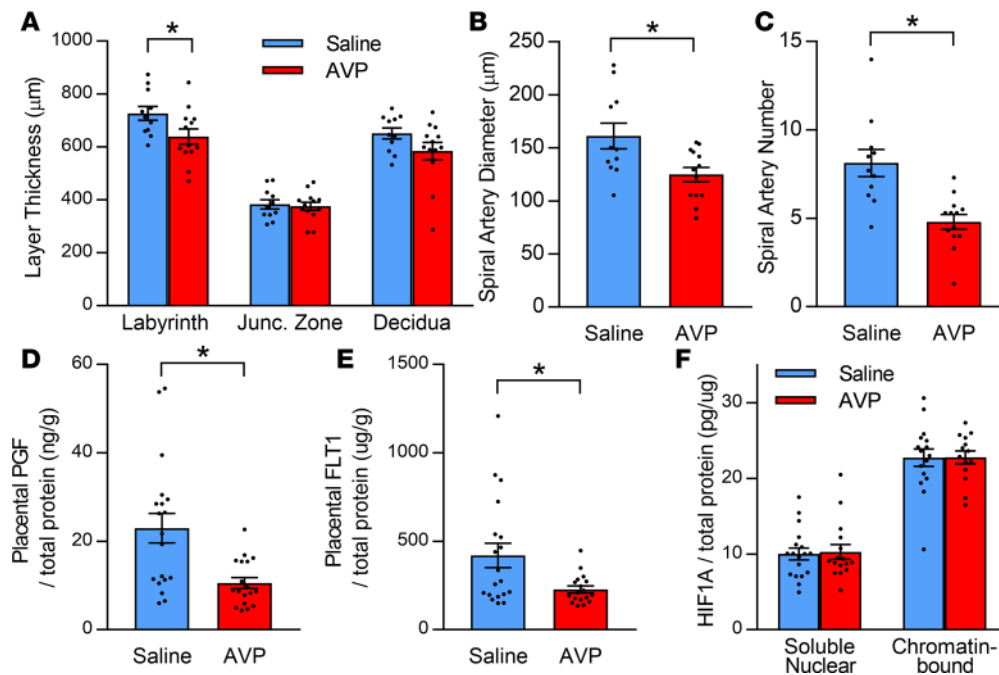 A
Layer Thickness (μm)
1000
800
600
400
200
0
*
Saline
AVP
Labyrinth
Junc. Zone
Decidua
B
Spiral Artery Diameter (μm)
250
200
150
100
50
0
*
Saline
AVP
C
Spiral Artery Number
15
10
5
0
*
Saline
AVP
D
Placental PGF
/ total protein (ng/g)
60
40
20
0
*
Saline
AVP
E
Placental FLT1
/ total protein (ug/g)
1500
1000
500
0
*
Saline
AVP
F
HIF1A / total protein (pg/ug)
30
20
10
0
Saline
AVP
Soluble
Nuclear
Chromatin-
bound